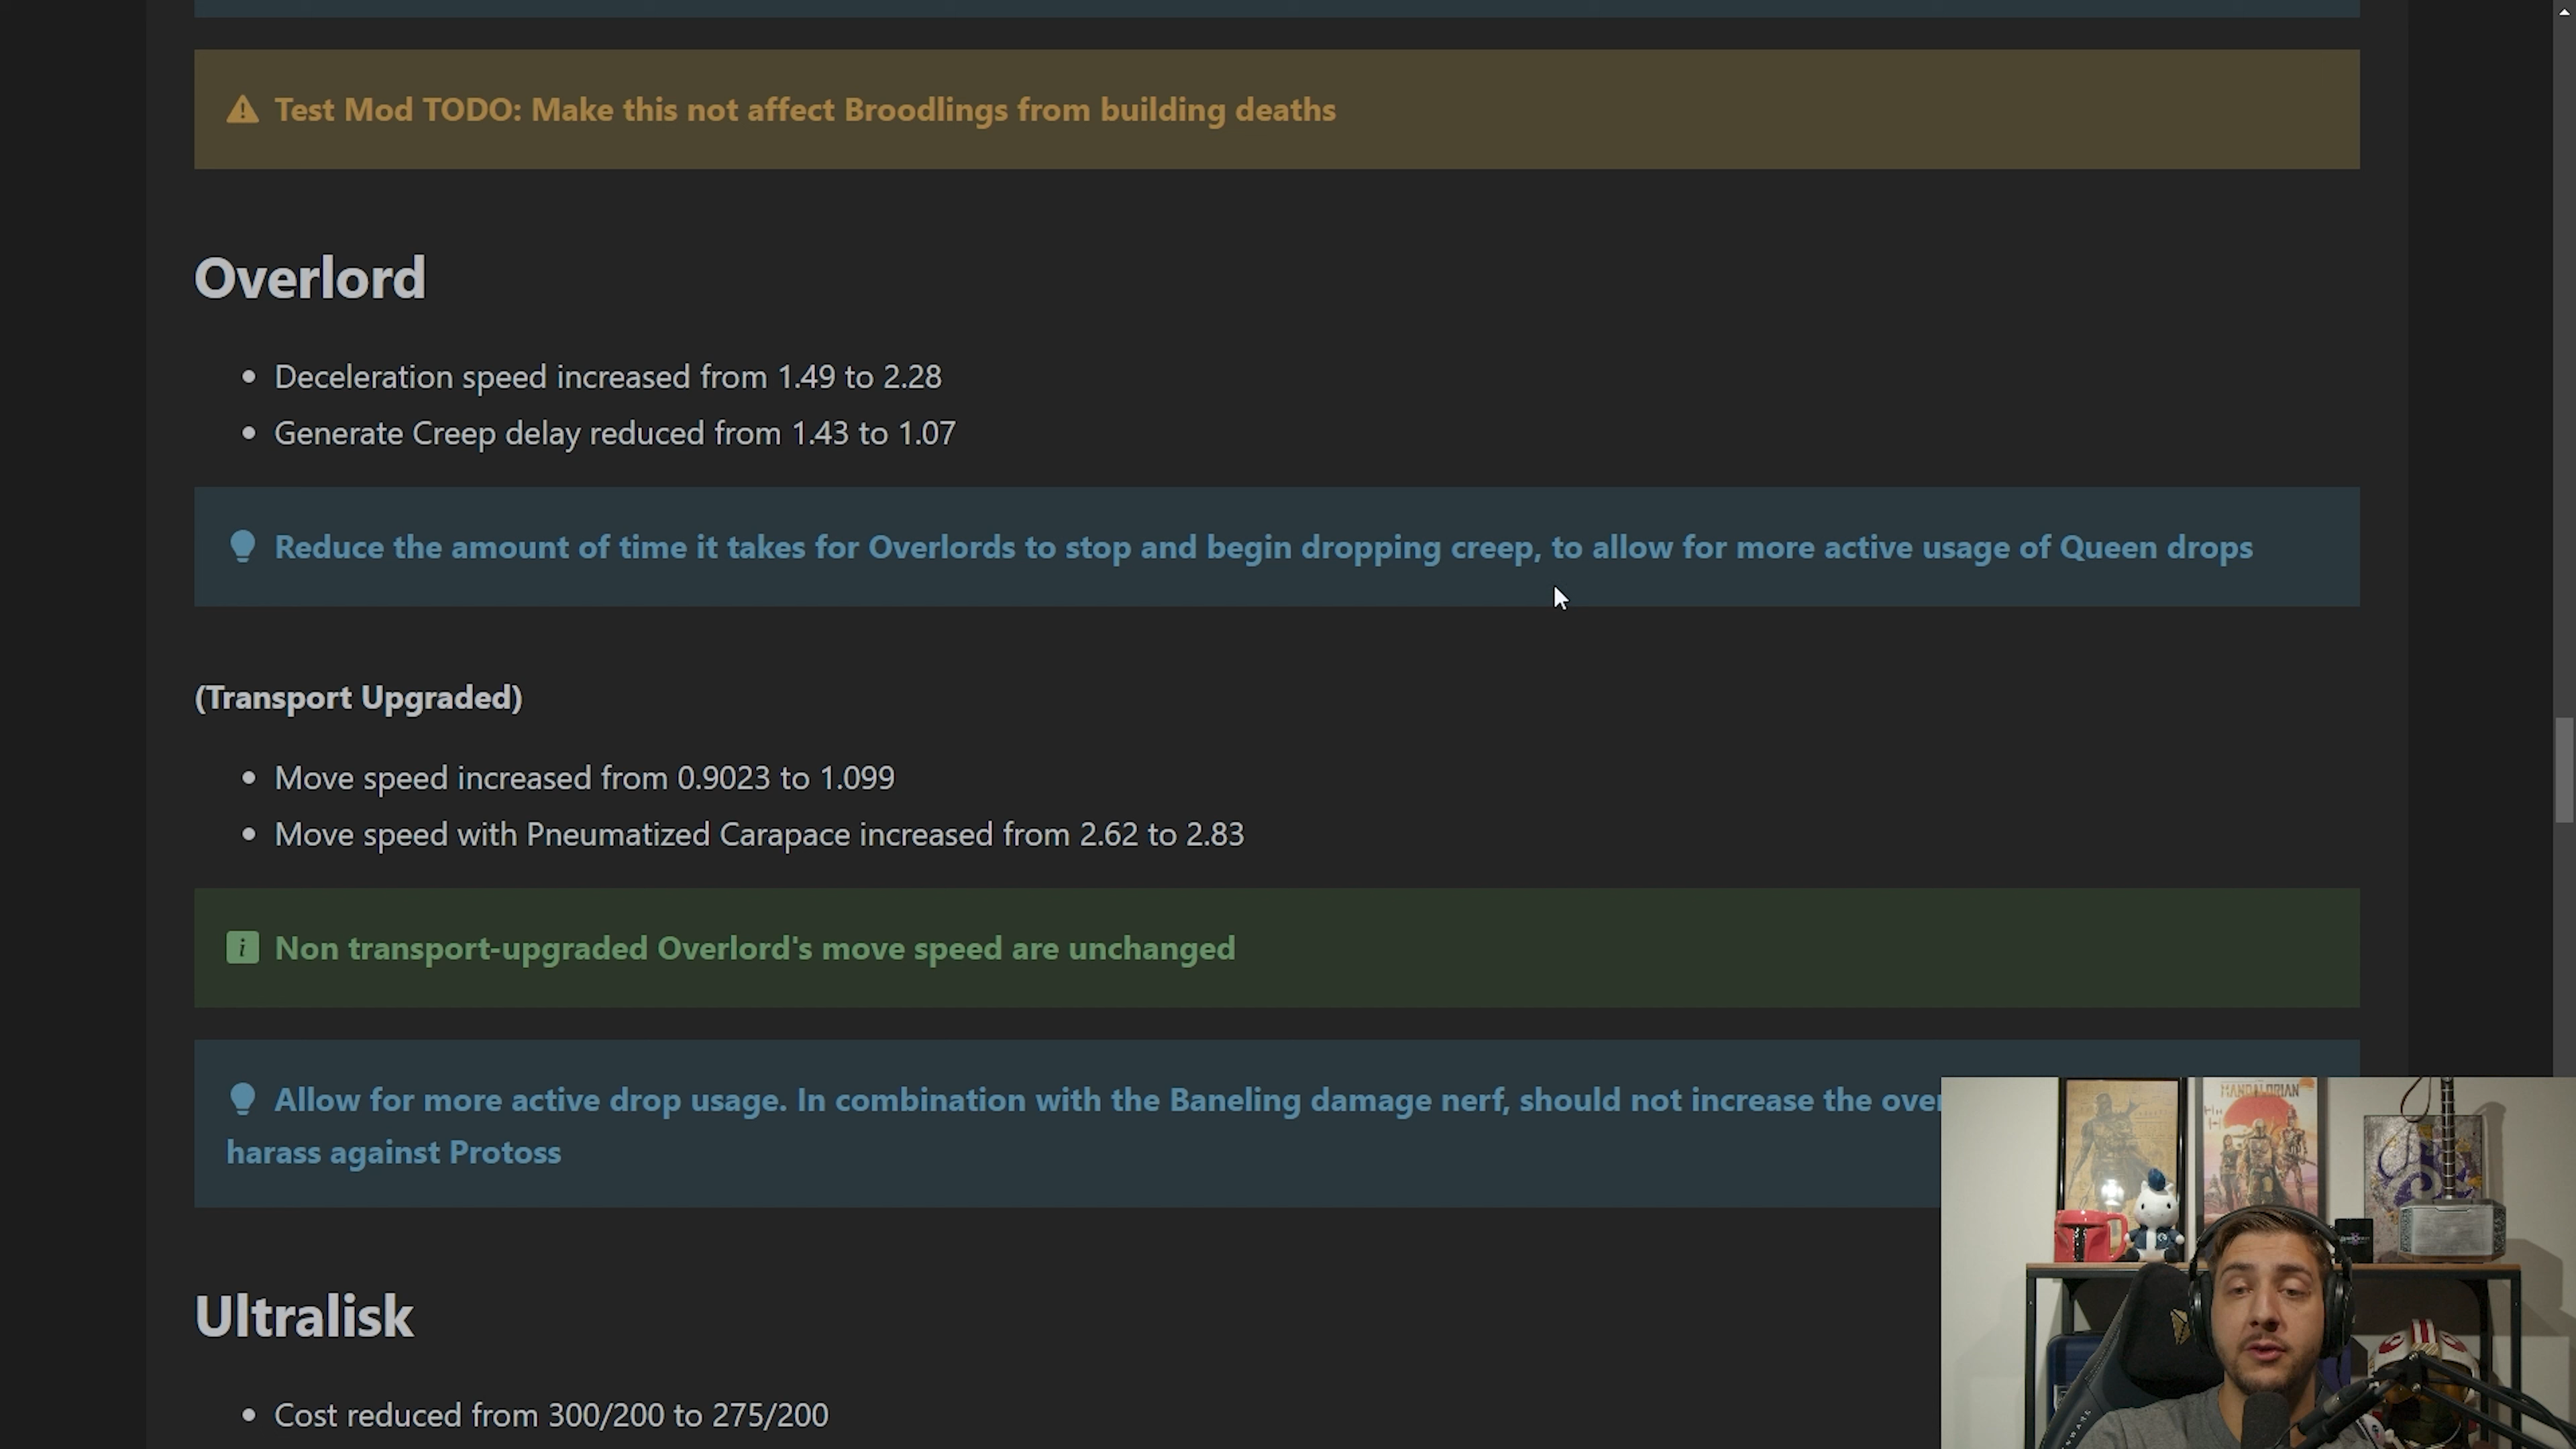 Test Mod TODO: Make this not affect Broodlings from building deaths
Overlord
Deceleration speed increased from 1.49 to 2.28
Generate Creep delay reduced from 1.43 to 1.07
Reduce the amount of time it takes for Overlords to stop and begin dropping creep, to allow for more active usage of Queen drops
(Transport Upgraded)
Move speed increased from 0.9023 to 1.099
Move speed with Pneumatized Carapace increased from 2.62 to 2.83
Non transport-upgraded Overlord's move speed are unchanged
Allow for more active drop usage. In combination with the Baneling damage nerf, should not increase the
harass against Protoss
Ultralisk
Cost reduced from 300/200 to 275/200
MANDALORIAN